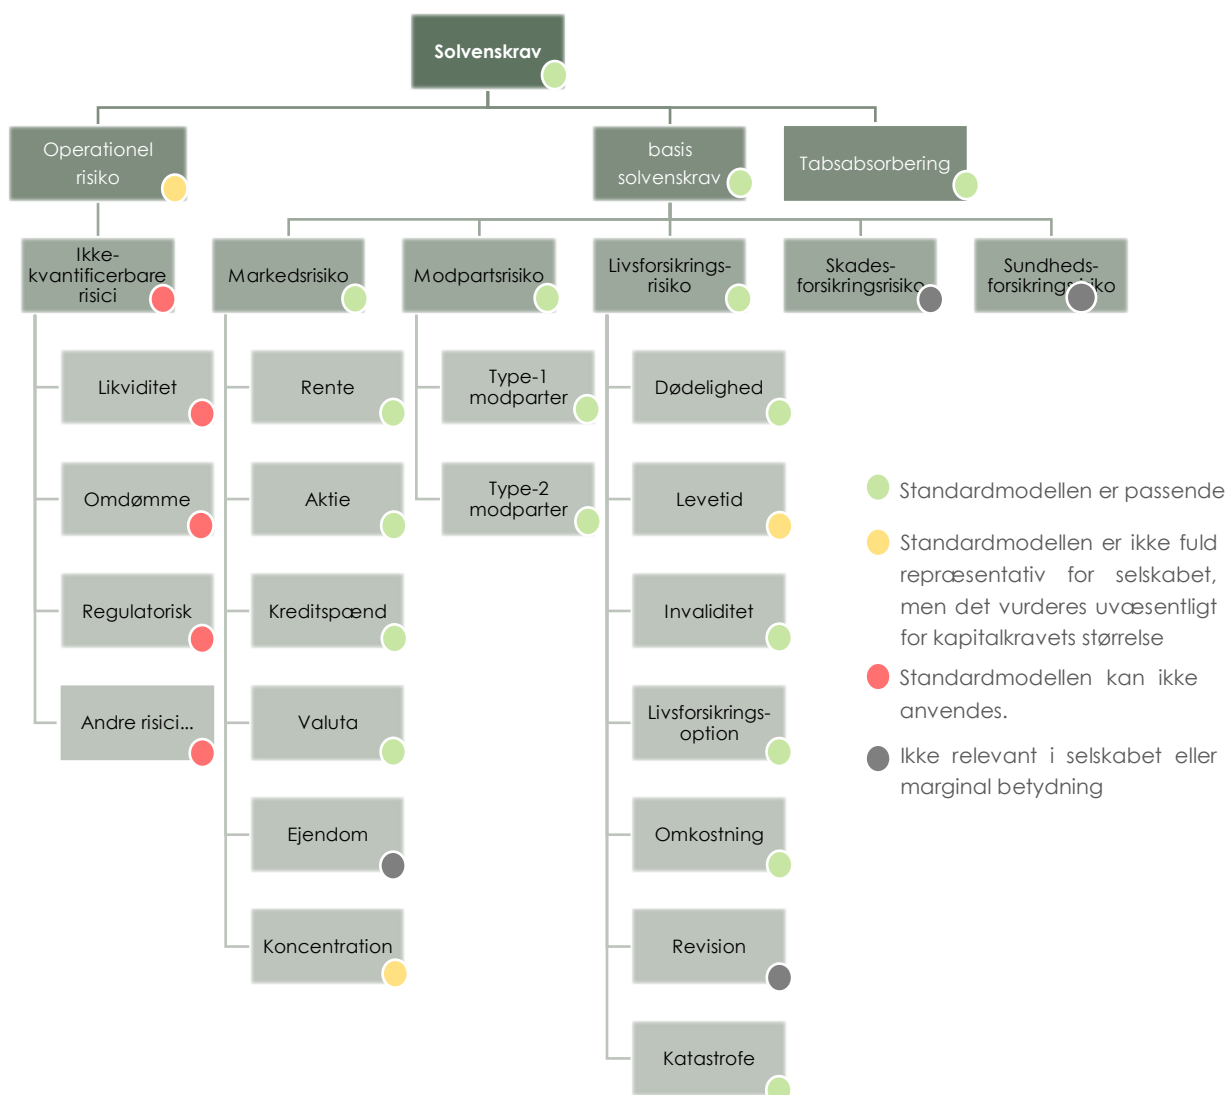 Solvenskrav
Operationel
risiko
basis
solvenskrav
Tabsabsorbering
Ikke-
kvantificerbare
risici
Markedsrisiko
Modpartsrisiko
Livsforsikrings-
risiko
Skades-
forsikringsrisiko
Sundheds-
forsikringsrisiko
Likviditet
Omdømme
Regulatorisk
Andre risici...
Rente
Aktie
Kreditspænd
Valuta
Ejendom
Koncentration
Type-1
modparter
Type-2
modparter
Dødelighed
Levetid
Invaliditet
Livsforsikrings-
option
Omkostning
Revision
Katastrofe
Standardmodellen er passende
Standardmodellen er ikke fuld
repræsentativ for selskabet,
men det vurderes uvæsentligt
for kapitalkravets størrelse
Standardmodellen kan ikke
anvendes.
Ikke relevant i selskabet eller
marginal betydning